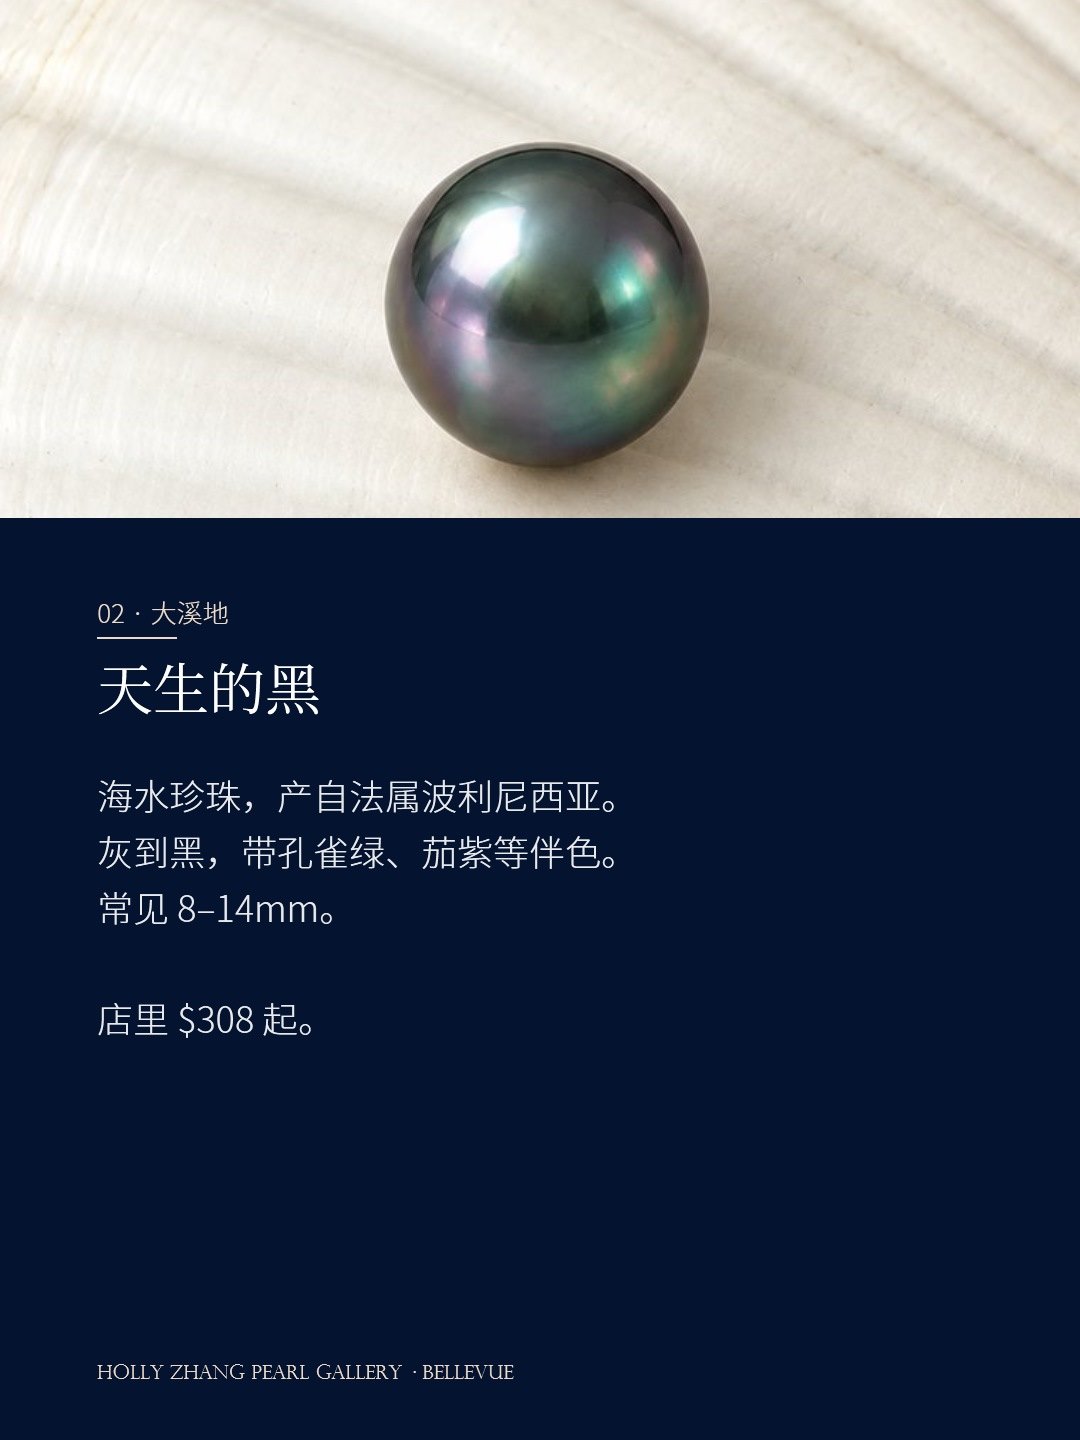 02 · 大溪地
天生的黑
海水珍珠，产自法属波利尼西亚。
灰到黑，带孔雀绿、茄紫等伴色。
常见 8–14mm。
店里 $308 起。
HOLLY ZHANG PEARL GALLERY · BELLEVUE